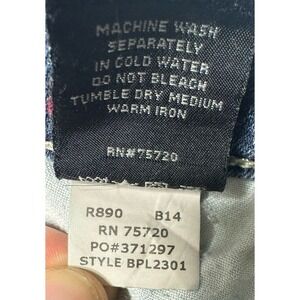 MACHINE WASH
SEPARATELY
IN COLD WATER
DO NOT BLEACH
TUMBLE DRY MEDIUM
WARM IRON
RN#75720
R890 B14
RN 75720
PO#371297
STYLE BPL2301